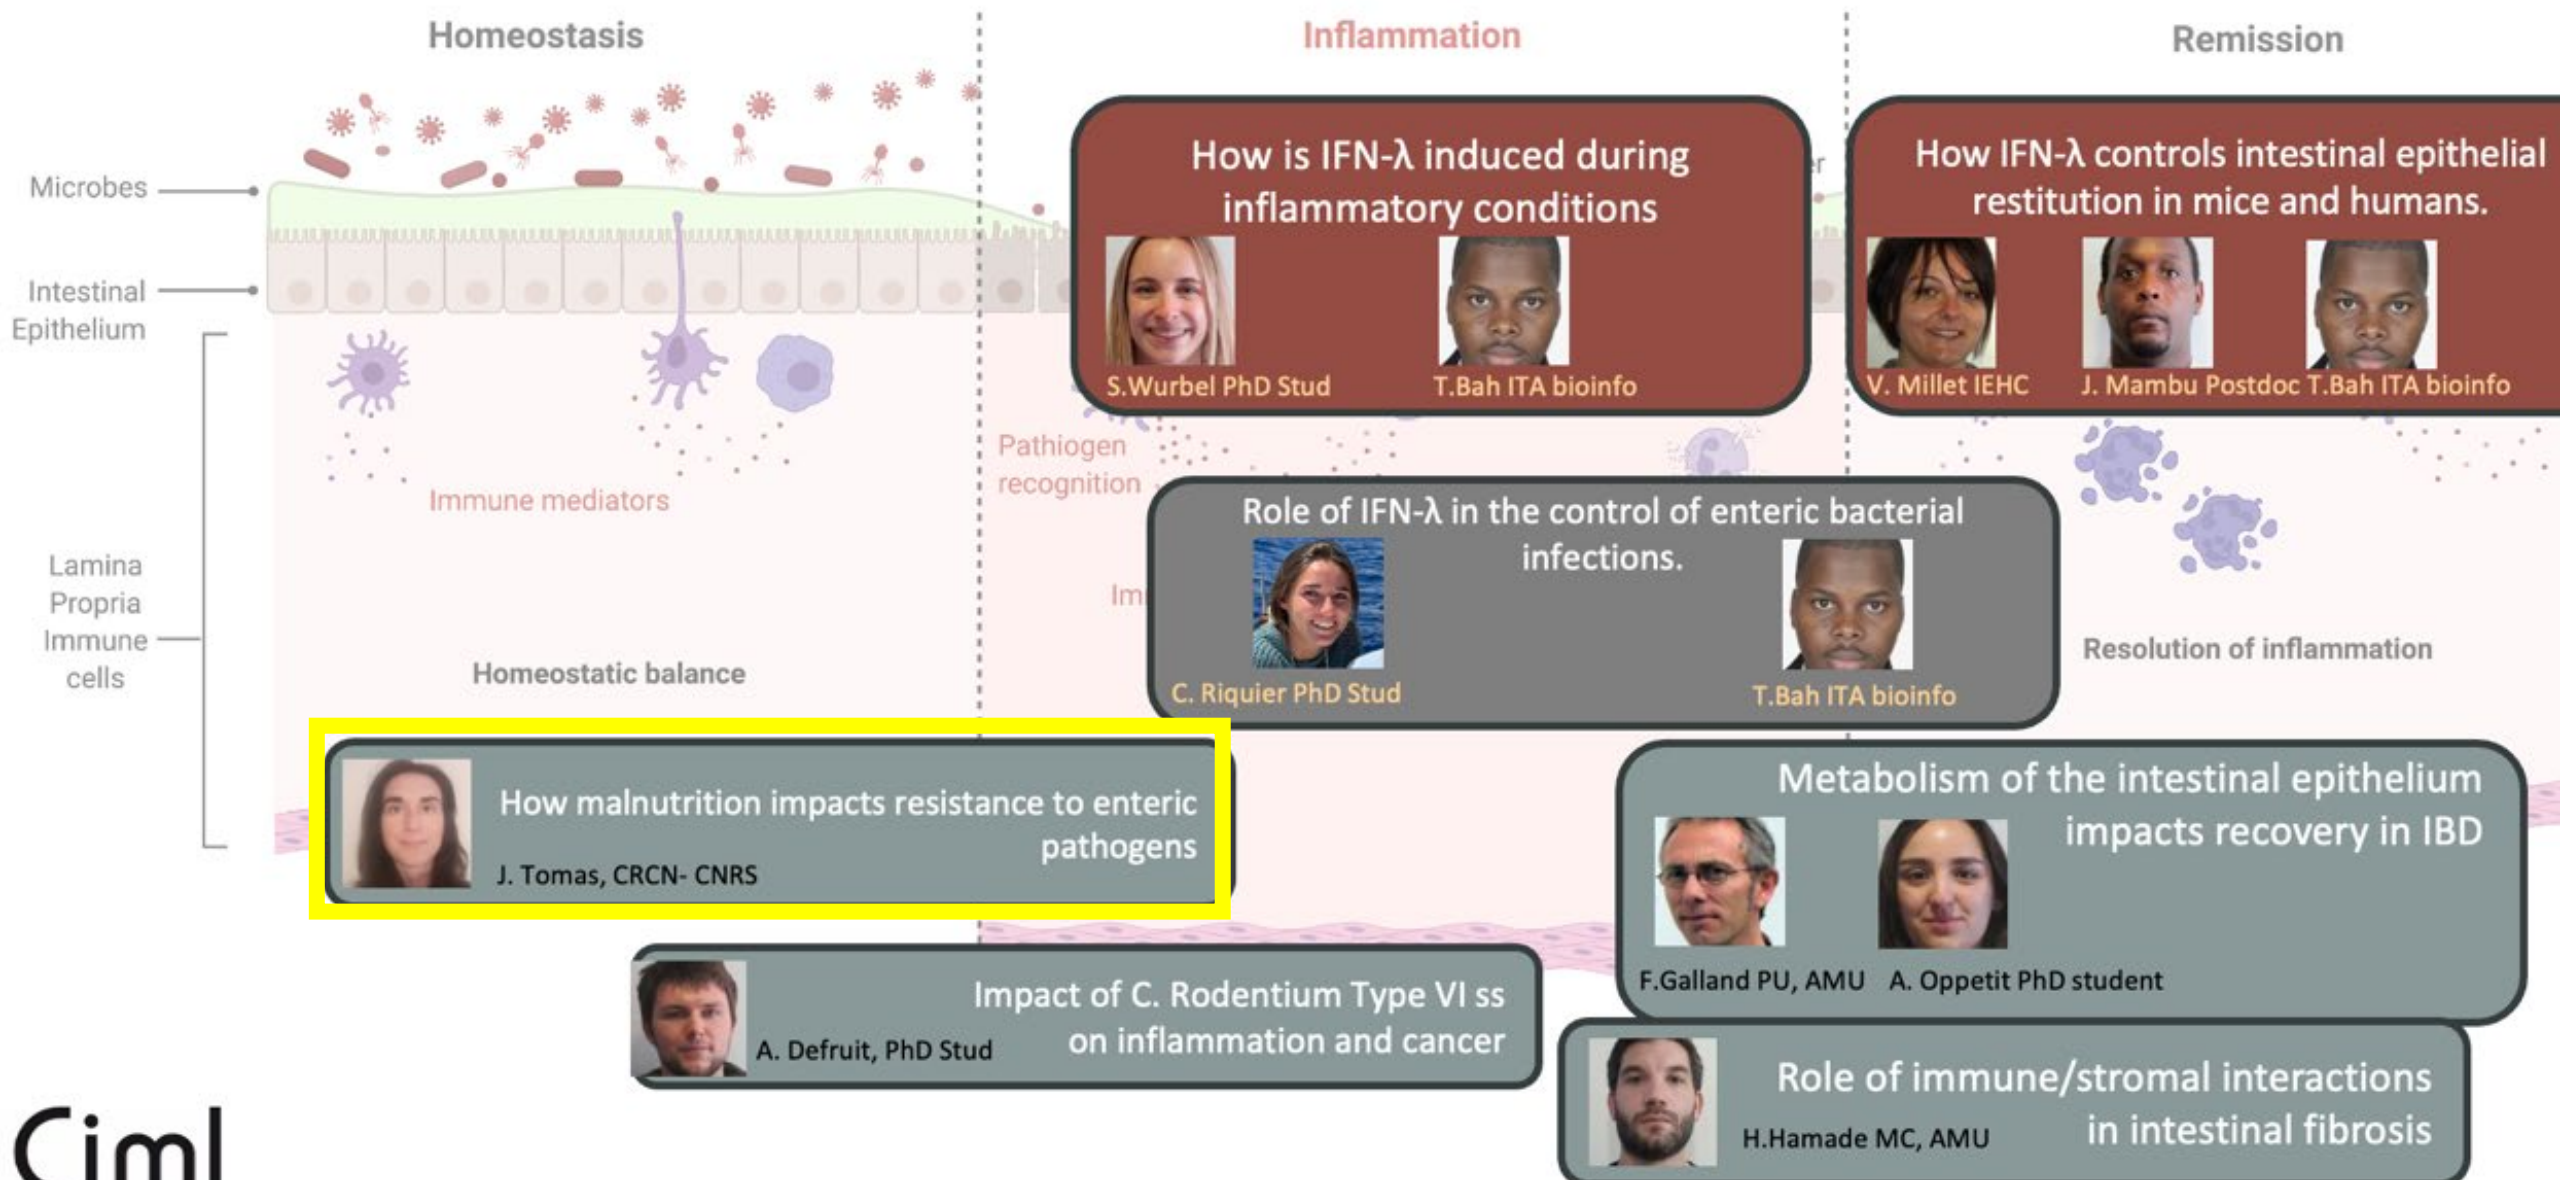 Homeostasis
Inflammation
Remission
Microbes
Intestinal
Epithelium
Lamina
Propria
Immune
cells
Immune mediators
Homeostatic balance
How is IFN-λ induced during
inflammatory conditions
S.Wurbel PhD Stud
T.Bah ITA bioinfo
How IFN-λ controls intestinal epithelial
restitution in mice and humans.
V. Millet IEHC
J. Mambu Postdoc
T.Bah ITA bioinfo
Pathiogen
recognition
Role of IFN-λ in the control of enteric bacterial
infections.
C. Riquier PhD Stud
T.Bah ITA bioinfo
Resolution of inflammation
How malnutrition impacts resistance to enteric
pathogens
J. Tomas, CRCN- CNRS
Metabolism of the intestinal epithelium
impacts recovery in IBD
F.Galland PU, AMU
A. Oppetit PhD student
Impact of C. Rodentium Type VI ss
on inflammation and cancer
A. Defruit, PhD Stud
Role of immune/stromal interactions
in intestinal fibrosis
H.Hamade MC, AMU
Ciml